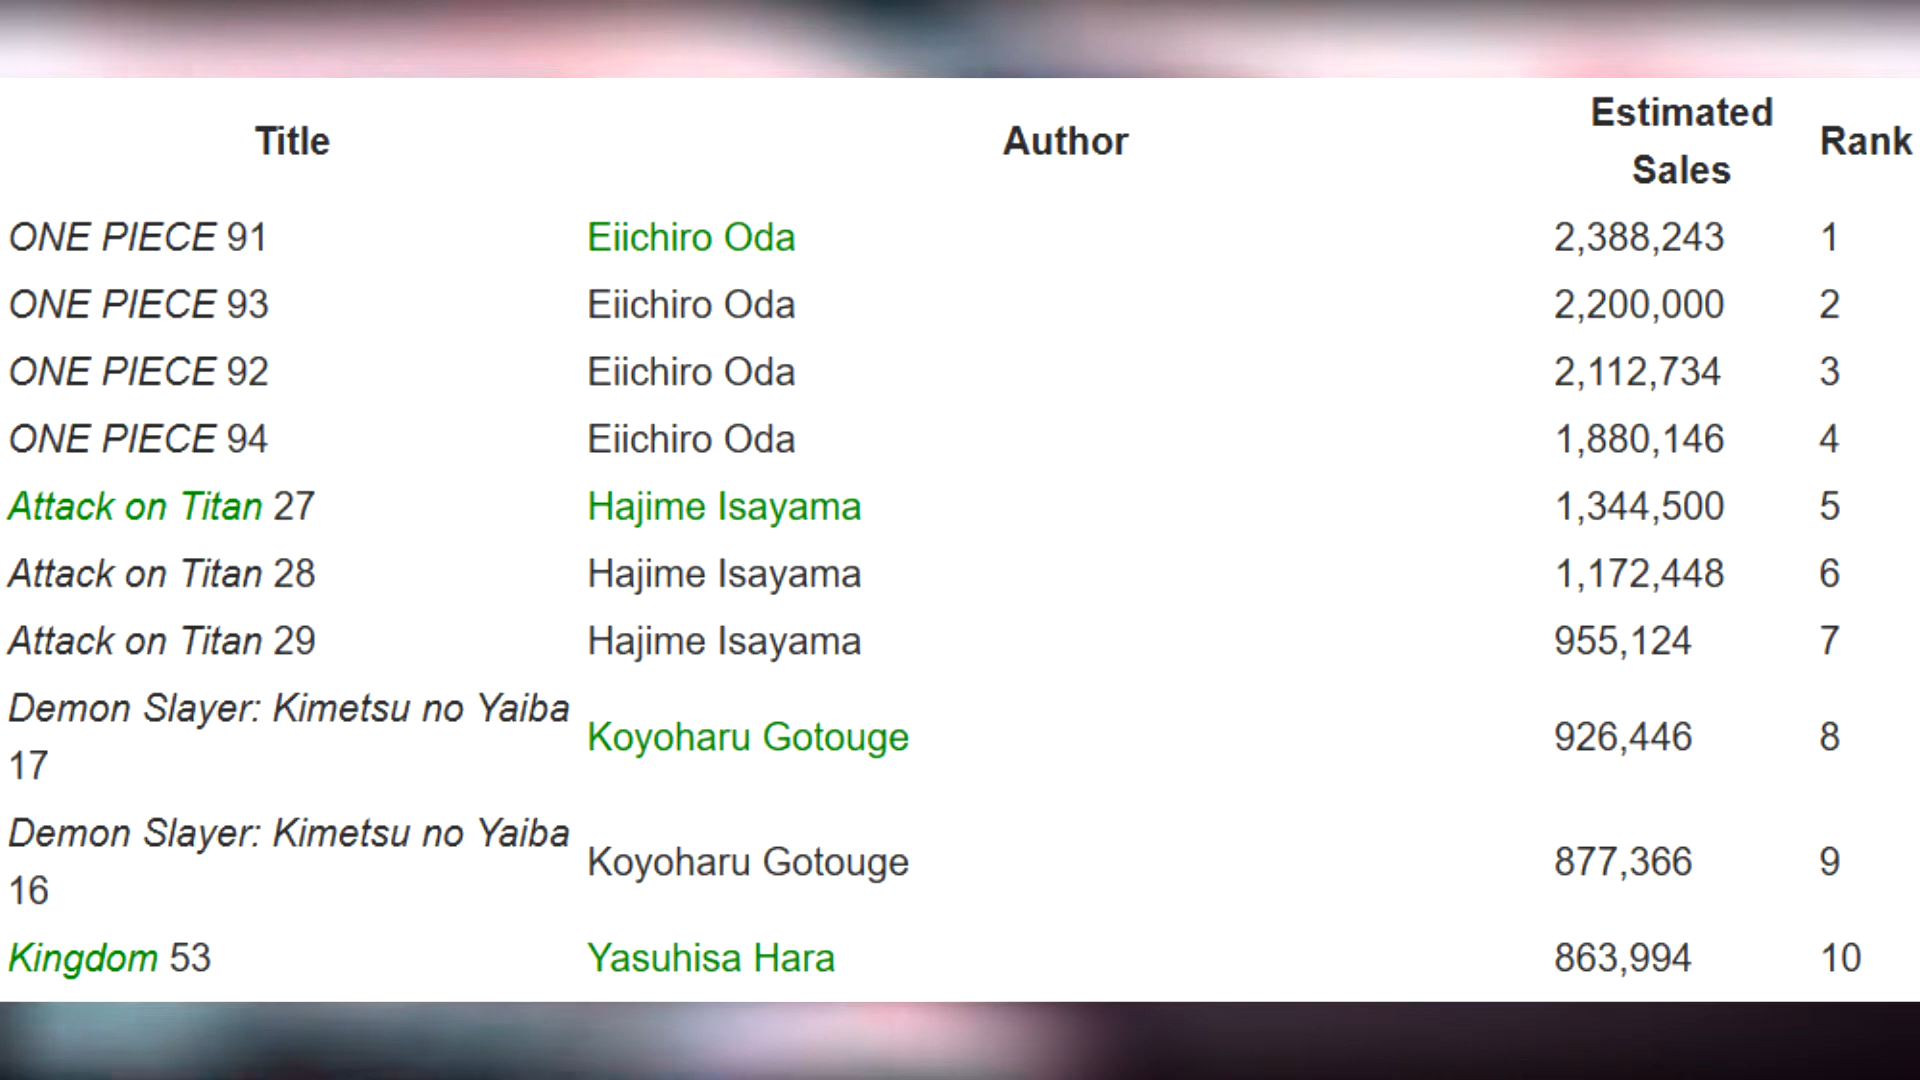 Title Author Estimated Sales Rank
ONE PIECE 91 Eiichiro Oda 2,388,243 1
ONE PIECE 93 Eiichiro Oda 2,200,000 2
ONE PIECE 92 Eiichiro Oda 2,112,734 3
ONE PIECE 94 Eiichiro Oda 1,880,146 4
Attack on Titan 27 Hajime Isayama 1,344,500 5
Attack on Titan 28 Hajime Isayama 1,172,448 6
Attack on Titan 29 Hajime Isayama 955,124 7
Demon Slayer: Kimetsu no Yaiba 17 Koyoharu Gotouge 926,446 8
Demon Slayer: Kimetsu no Yaiba 16 Koyoharu Gotouge 877,366 9
Kingdom 53 Yasuhisa Hara 863,994 10